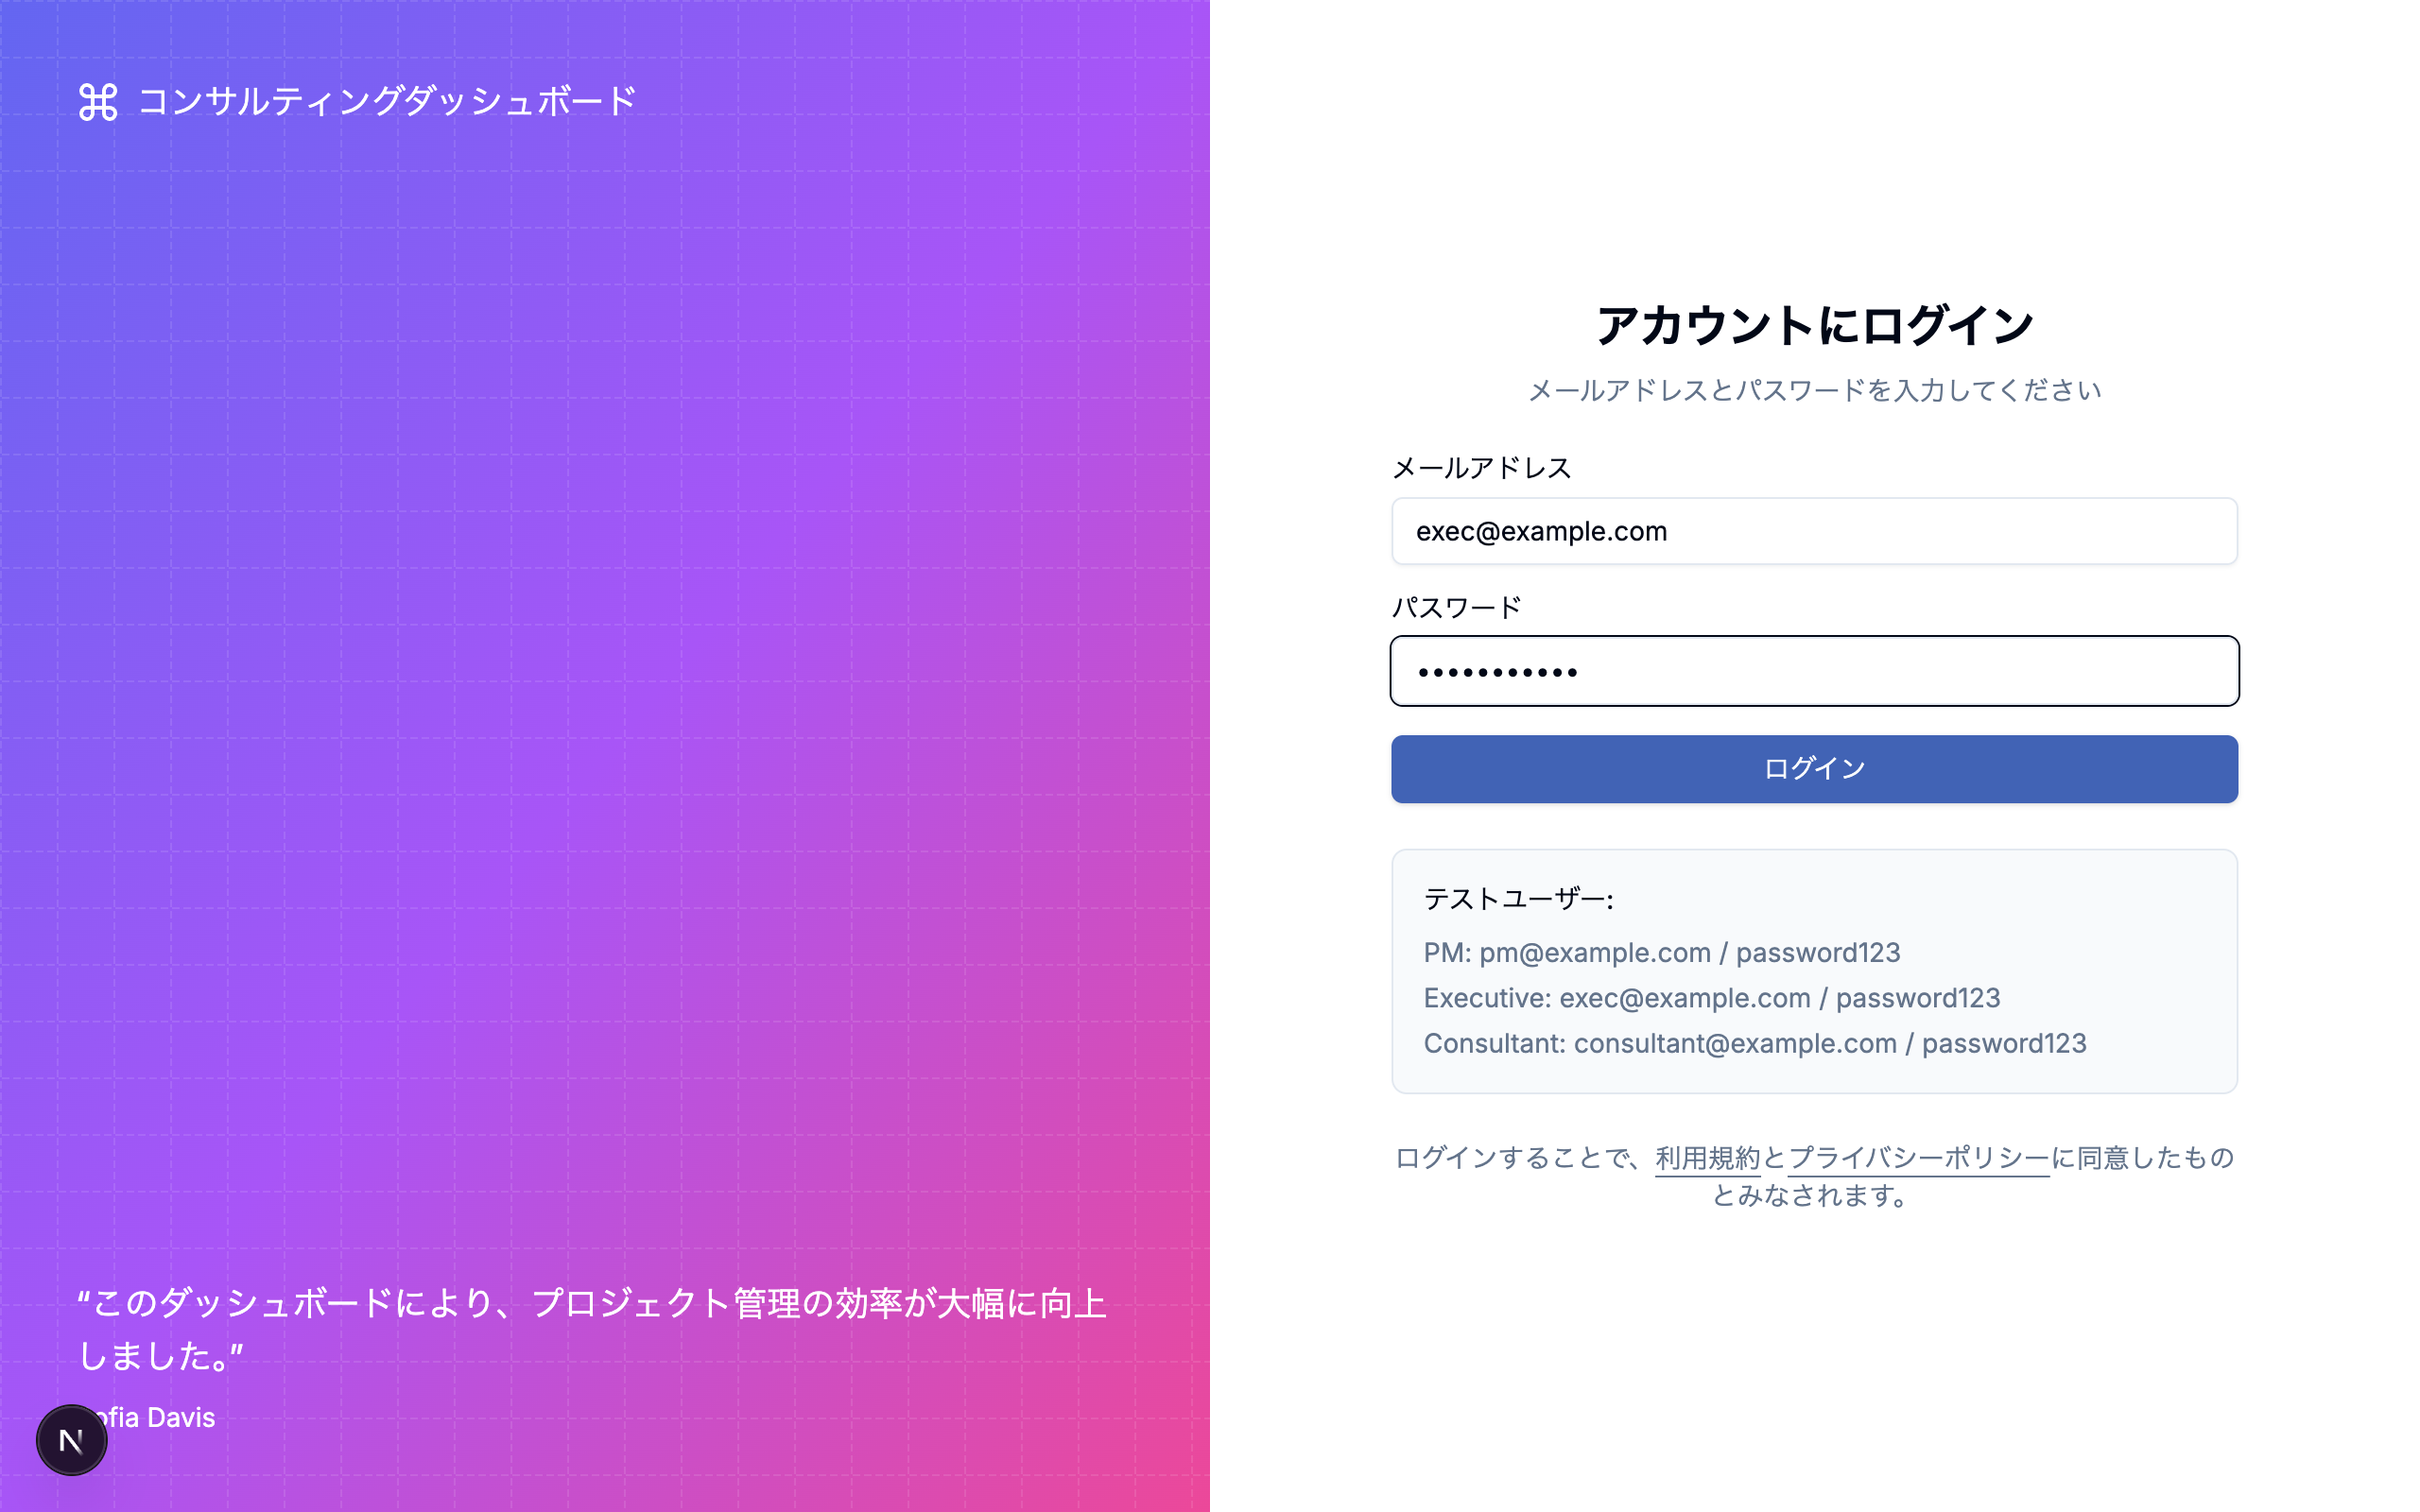 コンサルティングダッシュボード
“このダッシュボードにより、プロジェクト管理の効率が大幅に向上
しました。”
ofia Davis
N
アカウントにログイン
メールアドレスとパスワードを入力してください
メールアドレス
exec@example.com
パスワード
•••••••••••
ログイン
テストユーザー:
PM: pm@example.com / password123
Executive: exec@example.com / password123
Consultant: consultant@example.com / password123
ログインすることで、利用規約とプライバシーポリシーに同意したもの
とみなされます。